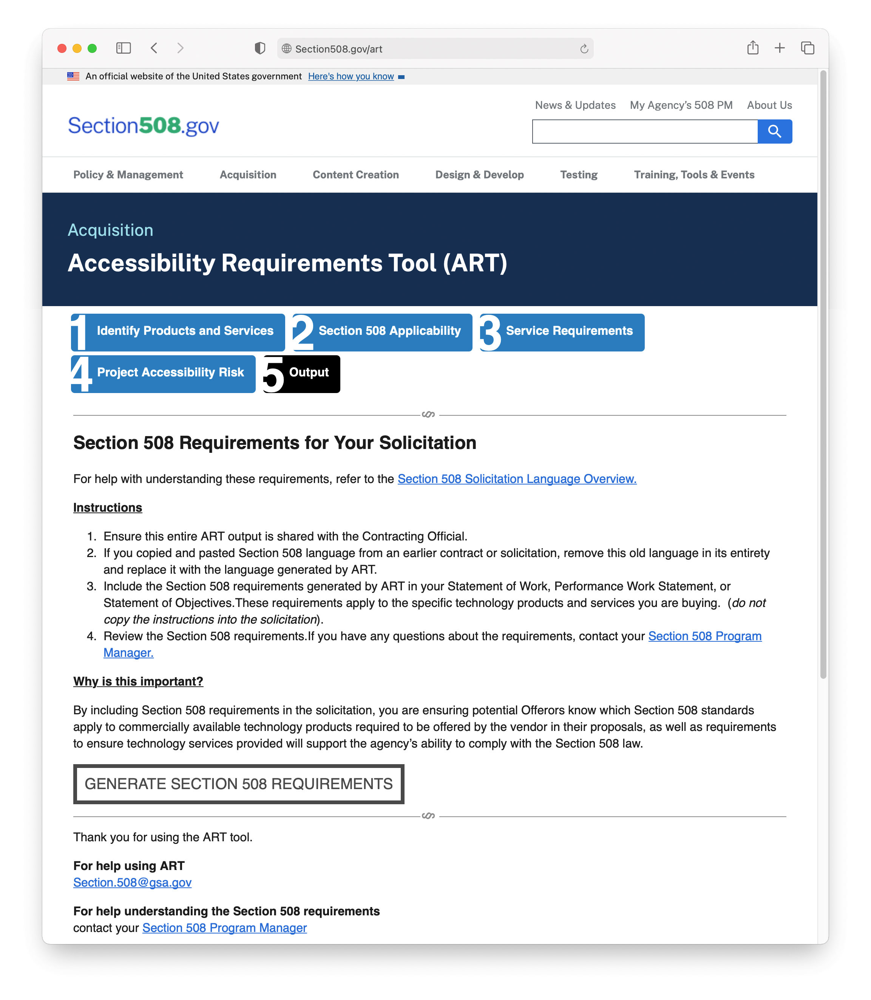 Section508.gov/art
An official website of the United States government Here's how you know
News & Updates My Agency’s 508 PM About Us
Section508.gov
Policy & Management Acquisition Content Creation Design & Develop Testing Training, Tools & Events
Acquisition
Accessibility Requirements Tool (ART)
1 Identify Products and Services 2 Section 508 Applicability 3 Service Requirements
4 Project Accessibility Risk 5 Output
§
Section 508 Requirements for Your Solicitation
For help with understanding these requirements, refer to the Section 508 Solicitation Language Overview.
Instructions
1. Ensure this entire ART output is shared with the Contracting Official.
2. If you copied and pasted Section 508 language from an earlier contract or solicitation, remove this old language in its entirety
and replace it with the language generated by ART.
3. Include the Section 508 requirements generated by ART in your Statement of Work, Performance Work Statement, or
Statement of Objectives.These requirements apply to the specific technology products and services you are buying. (do not
copy the instructions into the solicitation).
4. Review the Section 508 requirements.If you have any questions about the requirements, contact your Section 508 Program
Manager.
Why is this important?
By including Section 508 requirements in the solicitation, you are ensuring potential Offerors know which Section 508 standards
apply to commercially available technology products required to be offered by the vendor in their proposals, as well as requirements
to ensure technology services provided will support the agency’s ability to comply with the Section 508 law.
GENERATE SECTION 508 REQUIREMENTS
§
Thank you for using the ART tool.
For help using ART
Section.508@gsa.gov
For help understanding the Section 508 requirements
contact your Section 508 Program Manager